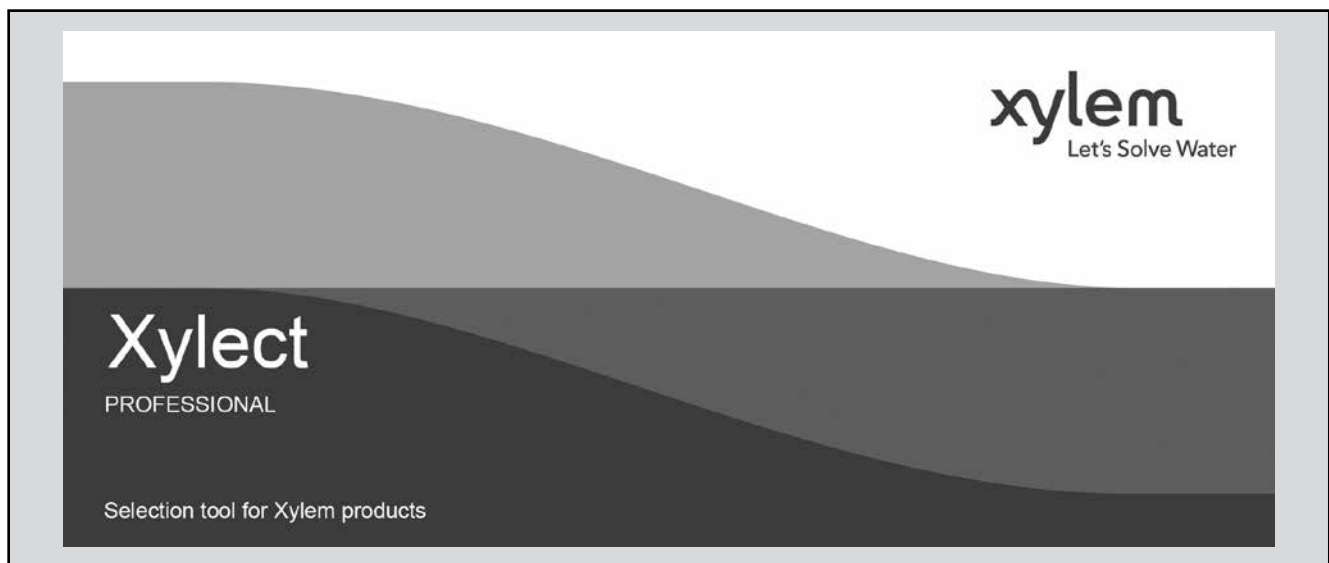 xylem
Let's Solve Water
Xylect
PROFESSIONAL
Selection tool for Xylem products